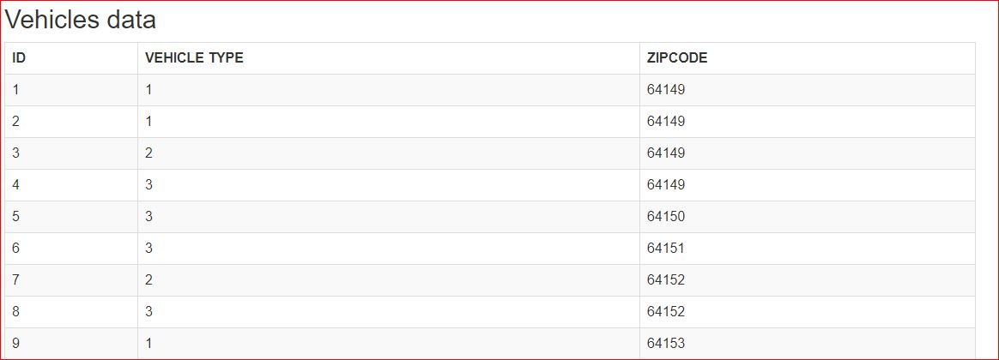 Vehicles data
ID VEHICLE TYPE ZIPCODE
1 1 64149
2 1 64149
3 2 64149
4 3 64149
5 3 64150
6 3 64151
7 2 64152
8 3 64152
9 1 64153